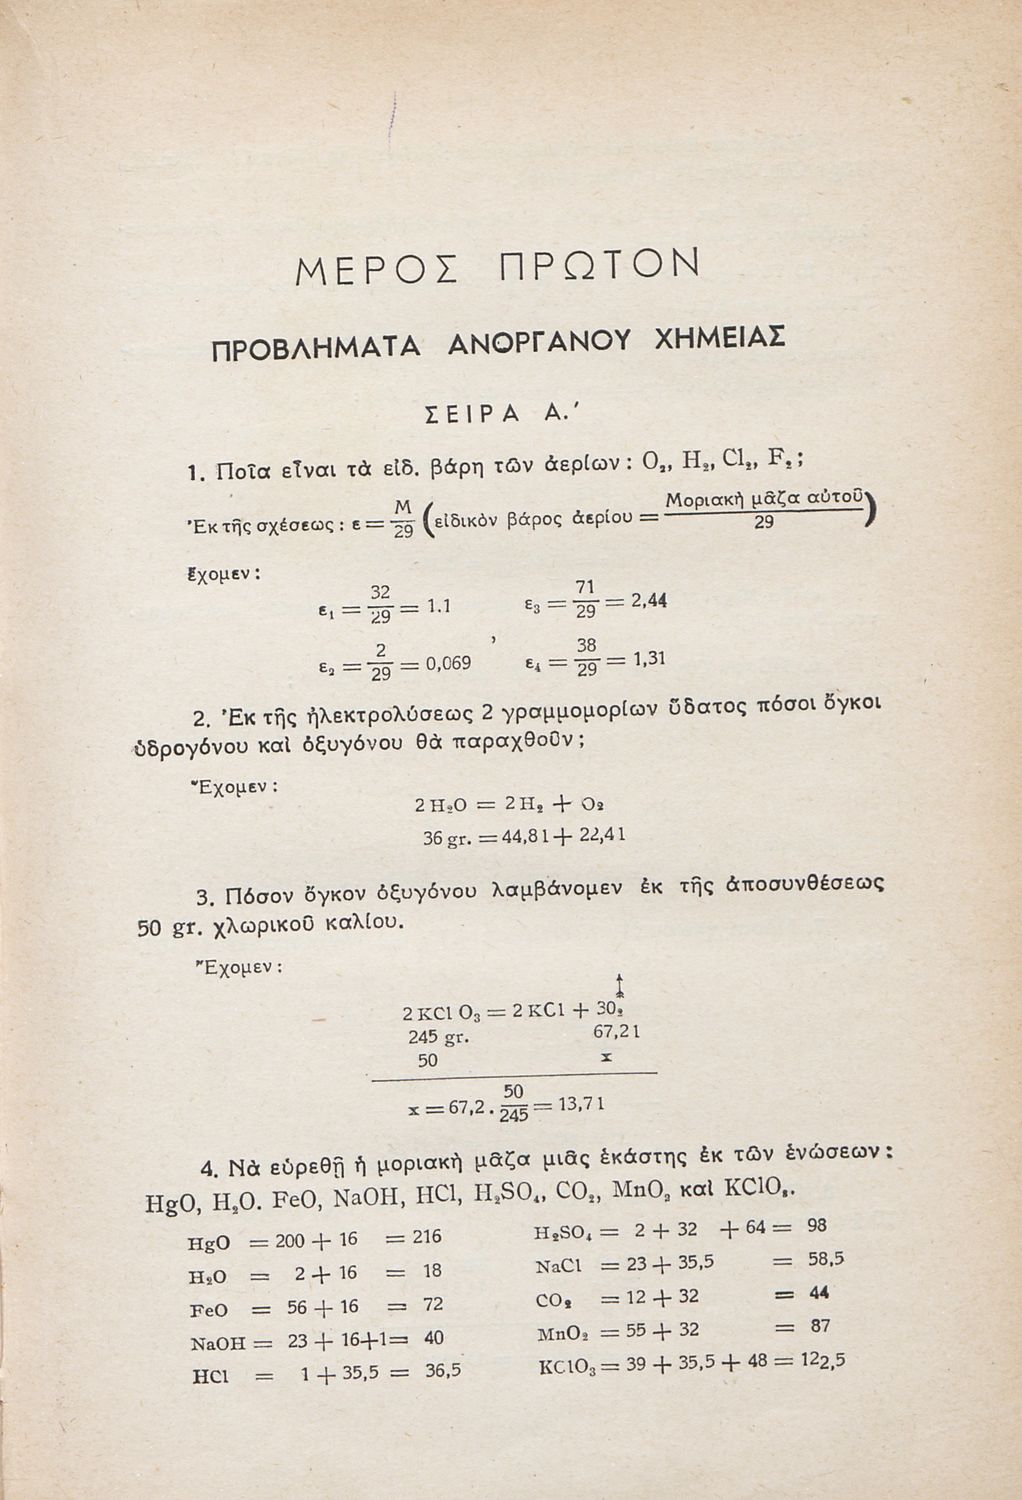 ΜΕΡΟΣ ΠΡΩΤΟΝ
ΠΡΟΒΛΗΜΑΤΑ ΑΝΟΡΓΑΝΟΥ ΧΗΜΕΙΑΣ
ΣΕΙΡΑ Α.′
1. Ποῖα εἶναι τὰ εἰδ. βάρη τῶν ἀερίων: O₂, H₂, Cl₂, F₂;
Ἐκ τῆς σχέσεως: ε = M/29 (εἰδικὸν βάρος ἀερίου = Μοριακὴ μᾶζα αὐτοῦ/29)
ἔχομεν:
ε₁ = 32/29 = 1.1 ε₃ = 71/29 = 2,44
ε₂ = 2/29 = 0,069 ’ ε₄ = 38/29 = 1,31
2. Ἐκ τῆς ἠλεκτρολύσεως 2 γραμμομορίων ὕδατος πόσοι ὄγκοι
ὑδρογόνου καὶ ὀξυγόνου θὰ παραχθοῦν;
Ἔχομεν:
2 H₂O = 2 H₂ + O₂
36 gr. = 44,8 l + 22,4 l
3. Πόσον ὄγκον ὀξυγόνου λαμβάνομεν ἐκ τῆς ἀποσυνθέσεως
50 gr. χλωρικοῦ καλίου.
Ἔχομεν:
2 KCl O₃ = 2 KCl + 3O₂ ↑
245 gr. 67,2 l
50 x
x = 67,2 . 50/245 = 13,7 l
4. Νὰ εὑρεθῇ ἡ μοριακὴ μᾶζα μιᾶς ἑκάστης ἐκ τῶν ἑνώσεων:
HgO, H₂O. FeO, NaOH, HCl, H₂SO₄, CO₂, MnO₂ καὶ KClO₃.
HgO = 200 + 16 = 216 H₂SO₄ = 2 + 32 + 64 = 98
H₂O = 2 + 16 = 18 NaCl = 23 + 35,5 = 58,5
FeO = 56 + 16 = 72 CO₂ = 12 + 32 = 44
NaOH = 23 + 16+1= 40 MnO₂ = 55 + 32 = 87
HCl = 1 + 35,5 = 36,5 KClO₃ = 39 + 35,5 + 48 = 122,5